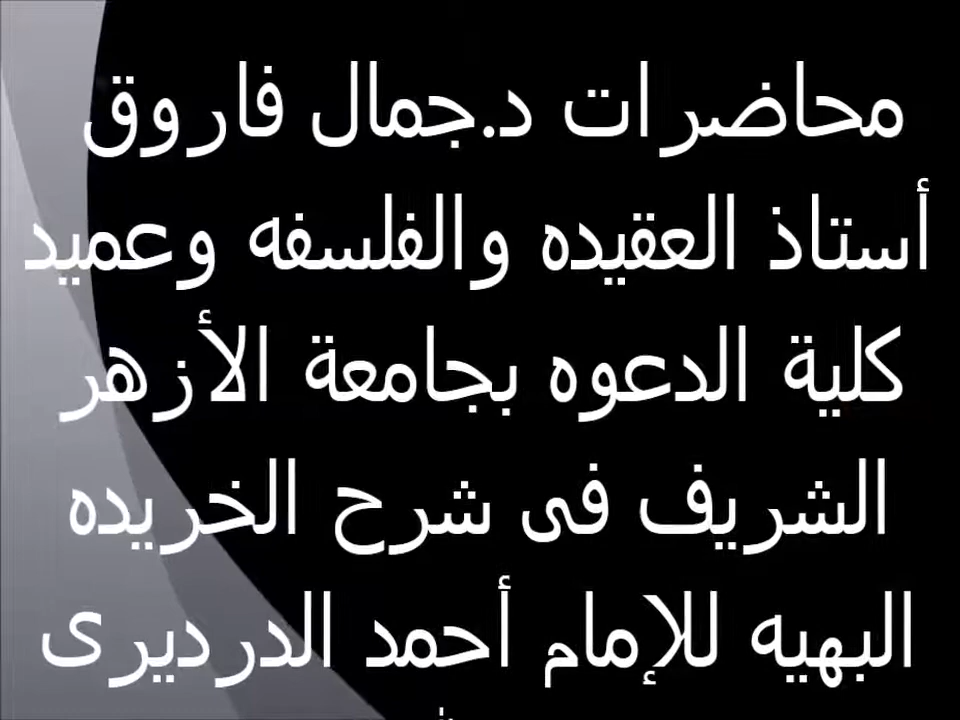 محاضرات د.جمال فاروق
أستاذ العقيده والفلسفه وعميد
كلية الدعوه بجامعة الأزهر
الشريف فى شرح الخريده
البهيه للإمام أحمد الدرديرى